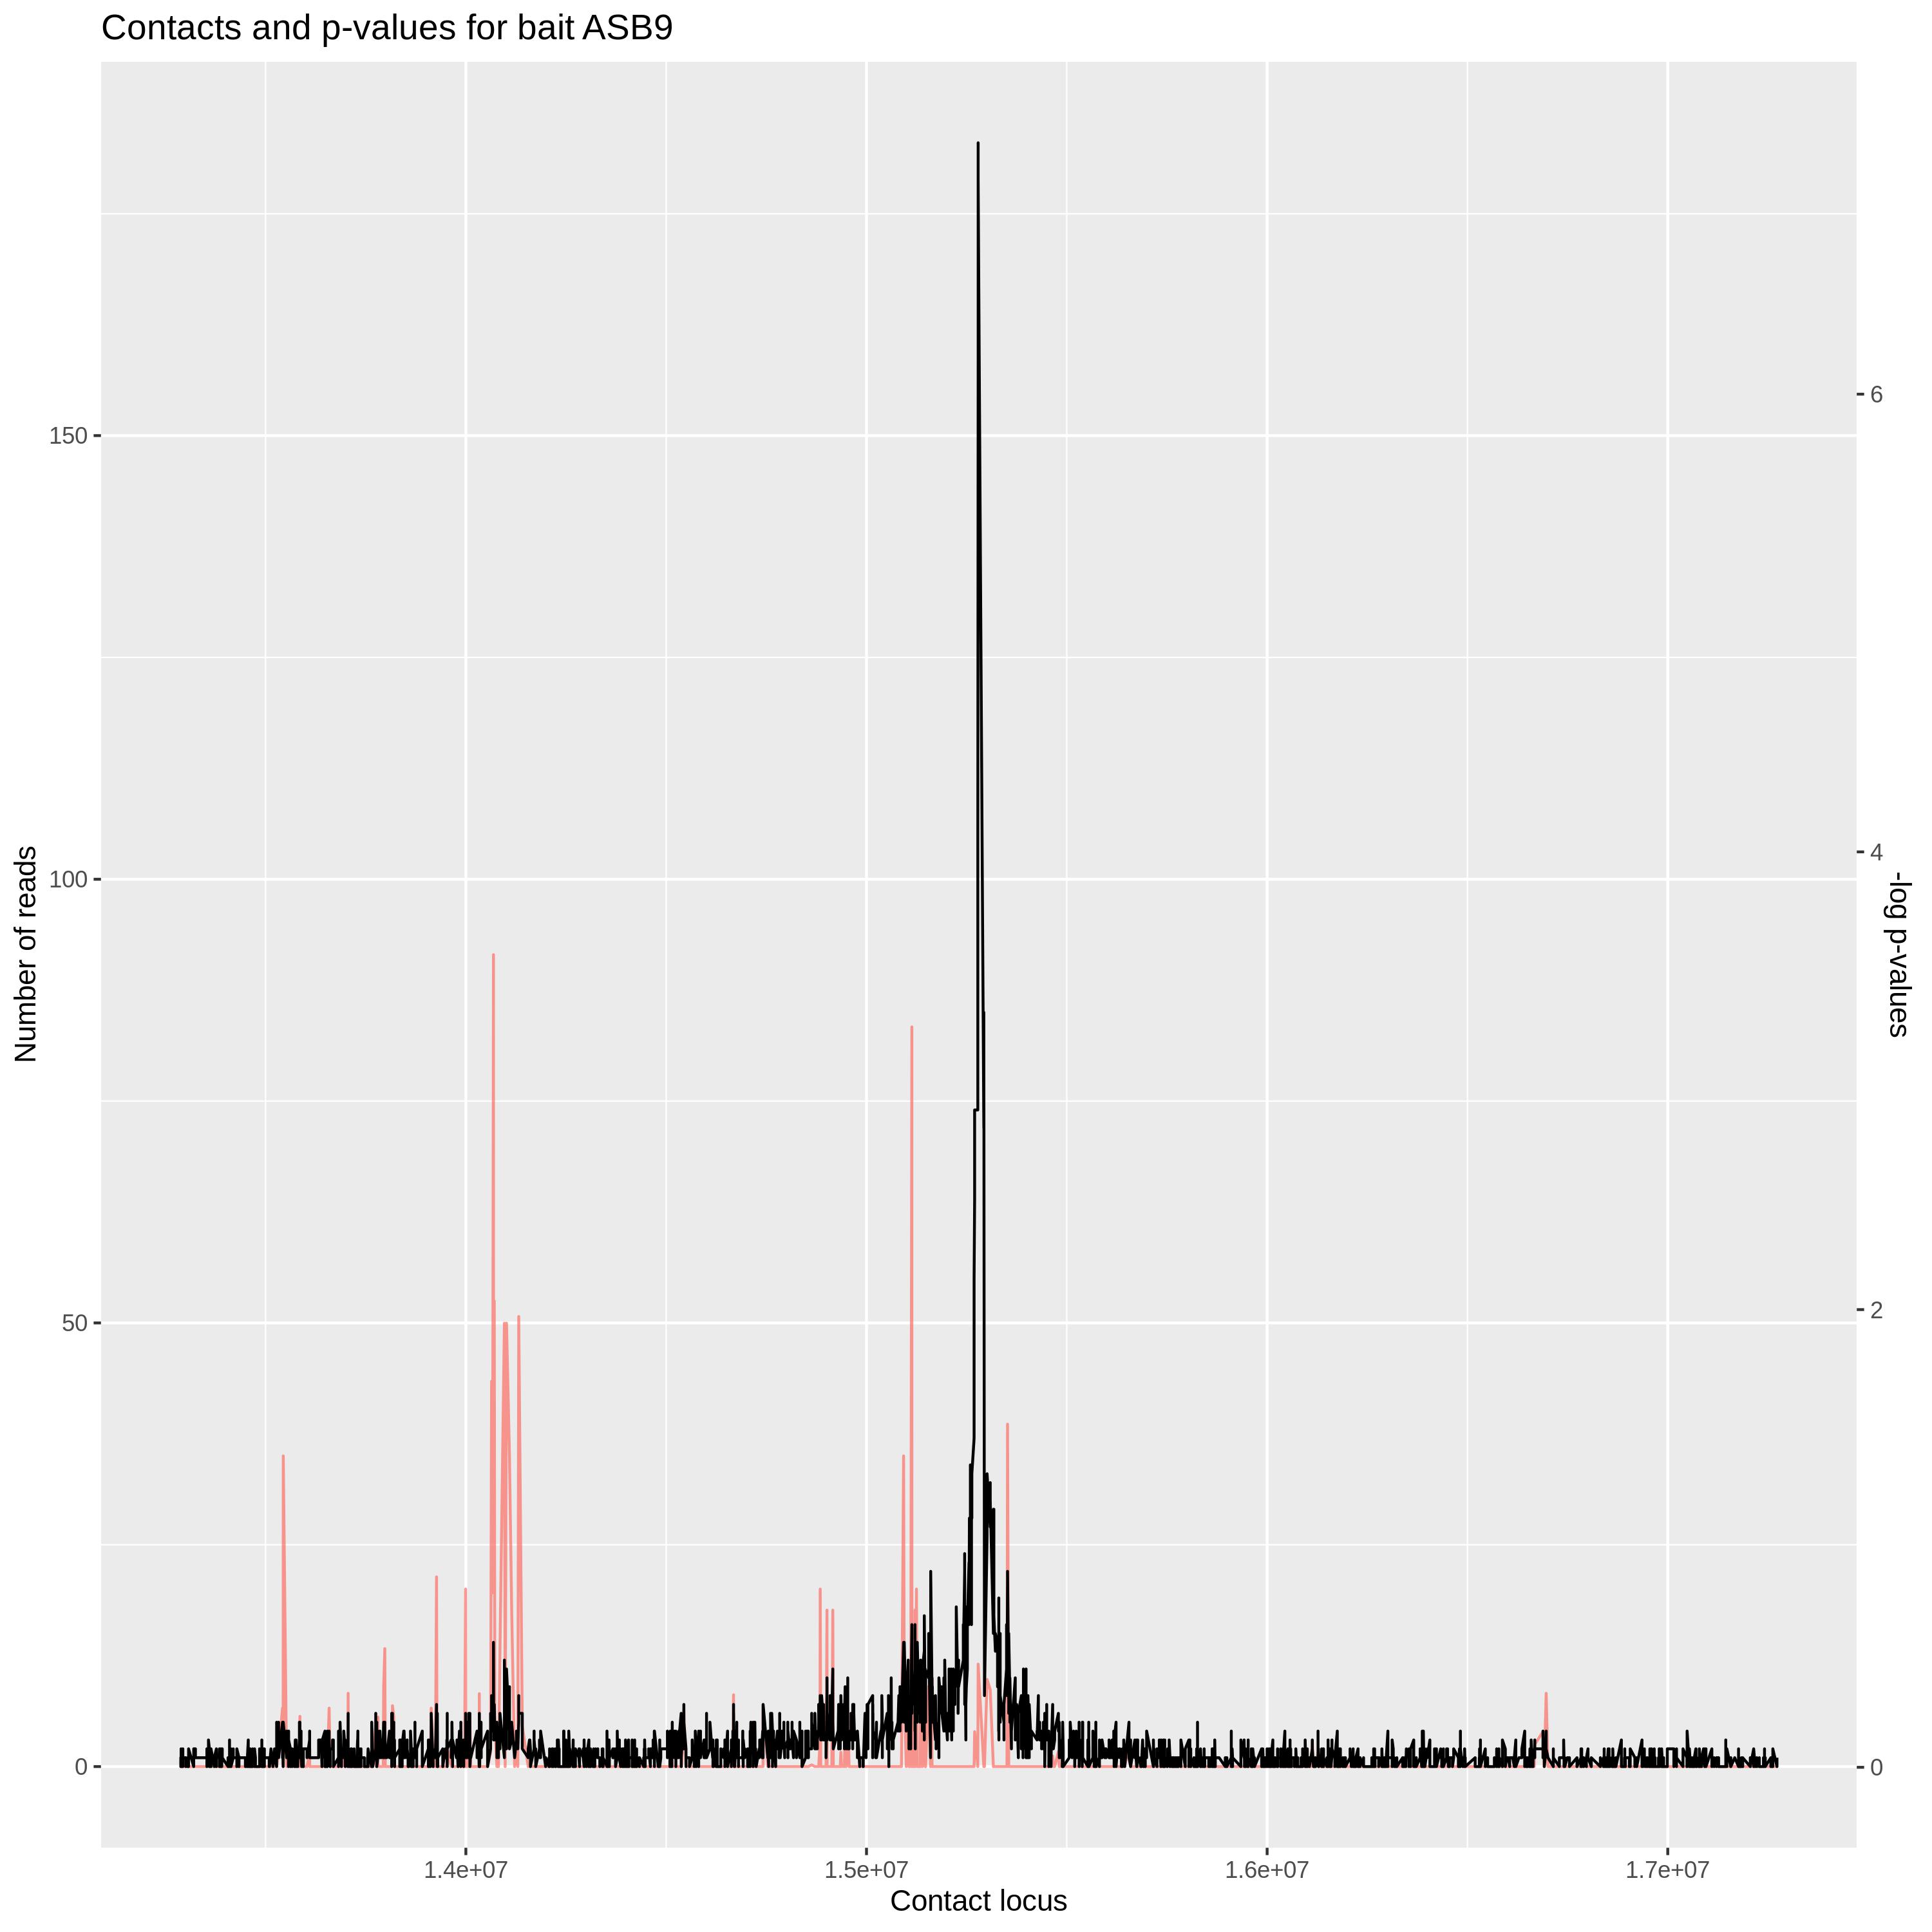 Contacts and p-values for bait ASB9
Number of reads
150
100
50
0
6
4
2
0
-log p-values
1.4e+07
1.5e+07
1.6e+07
1.7e+07
Contact locus